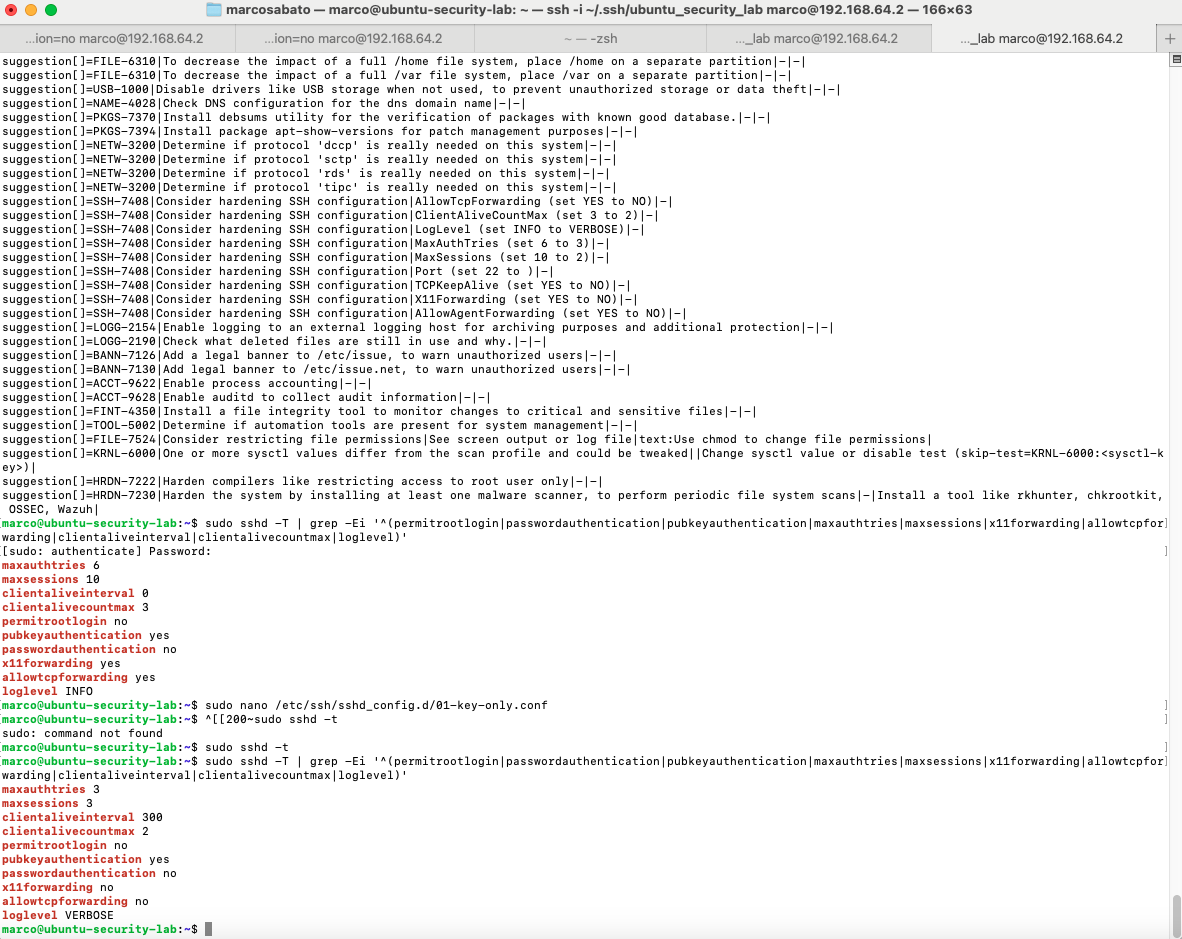 marcosabato — marco@ubuntu-security-lab: ~ — ssh -i ~/.ssh/ubuntu_security_lab marco@192.168.64.2 — 166×63
...ion=no marco@192.168.64.2
...ion=no marco@192.168.64.2
~ — -zsh
..._lab marco@192.168.64.2
..._lab marco@192.168.64.2
+
suggestion[]=FILE-6310|To decrease the impact of a full /home file system, place /home on a separate partition|-|-|
suggestion[]=FILE-6310|To decrease the impact of a full /var file system, place /var on a separate partition|-|-|
suggestion[]=USB-1000|Disable drivers like USB storage when not used, to prevent unauthorized storage or data theft|-|-|
suggestion[]=NAME-4028|Check DNS configuration for the dns domain name|-|-|
suggestion[]=PKGS-7370|Install debsums utility for the verification of packages with known good database.|-|-|
suggestion[]=PKGS-7394|Install package apt-show-versions for patch management purposes|-|-|
suggestion[]=NETW-3200|Determine if protocol 'dccp' is really needed on this system|-|-|
suggestion[]=NETW-3200|Determine if protocol 'sctp' is really needed on this system|-|-|
suggestion[]=NETW-3200|Determine if protocol 'rds' is really needed on this system|-|-|
suggestion[]=NETW-3200|Determine if protocol 'tipc' is really needed on this system|-|-|
suggestion[]=SSH-7408|Consider hardening SSH configuration|AllowTcpForwarding (set YES to NO)|-|
suggestion[]=SSH-7408|Consider hardening SSH configuration|ClientAliveCountMax (set 3 to 2)|-|
suggestion[]=SSH-7408|Consider hardening SSH configuration|LogLevel (set INFO to VERBOSE)|-|
suggestion[]=SSH-7408|Consider hardening SSH configuration|MaxAuthTries (set 6 to 3)|-|
suggestion[]=SSH-7408|Consider hardening SSH configuration|MaxSessions (set 10 to 2)|-|
suggestion[]=SSH-7408|Consider hardening SSH configuration|Port (set 22 to )|-|
suggestion[]=SSH-7408|Consider hardening SSH configuration|TCPKeepAlive (set YES to NO)|-|
suggestion[]=SSH-7408|Consider hardening SSH configuration|X11Forwarding (set YES to NO)|-|
suggestion[]=SSH-7408|Consider hardening SSH configuration|AllowAgentForwarding (set YES to NO)|-|
suggestion[]=LOGG-2154|Enable logging to an external logging host for archiving purposes and additional protection|-|-|
suggestion[]=LOGG-2190|Check what deleted files are still in use and why.|-|-|
suggestion[]=BANN-7126|Add a legal banner to /etc/issue, to warn unauthorized users|-|-|
suggestion[]=BANN-7130|Add legal banner to /etc/issue.net, to warn unauthorized users|-|-|
suggestion[]=ACCT-9622|Enable process accounting|-|-|
suggestion[]=ACCT-9628|Enable auditd to collect audit information|-|-|
suggestion[]=FINT-4350|Install a file integrity tool to monitor changes to critical and sensitive files|-|-|
suggestion[]=TOOL-5002|Determine if automation tools are present for system management|-|-|
suggestion[]=FILE-7524|Consider restricting file permissions|See screen output or log file|text:Use chmod to change file permissions|
suggestion[]=KRNL-6000|One or more sysctl values differ from the scan profile and could be tweaked||Change sysctl value or disable test (skip-test=KRNL-6000:<sysctl-k
ey>)|
suggestion[]=HRDN-7222|Harden compilers like restricting access to root user only|-|-|
suggestion[]=HRDN-7230|Harden the system by installing at least one malware scanner, to perform periodic file system scans|-|Install a tool like rkhunter, chkrootkit,
 OSSEC, Wazuh|
[marco@ubuntu-security-lab:~$ sudo sshd -T | grep -Ei '^(permitrootlogin|passwordauthentication|pubkeyauthentication|maxauthtries|maxsessions|x11forwarding|allowtcpfor]
warding|clientaliveinterval|clientalivecountmax|loglevel)'
[[sudo: authenticate] Password: ]
maxauthtries 6
maxsessions 10
clientaliveinterval 0
clientalivecountmax 3
permitrootlogin no
pubkeyauthentication yes
passwordauthentication no
x11forwarding yes
allowtcpforwarding yes
loglevel INFO
[marco@ubuntu-security-lab:~$ sudo nano /etc/ssh/sshd_config.d/01-key-only.conf ]
[marco@ubuntu-security-lab:~$ ^[[200~sudo sshd -t ]
sudo: command not found
[marco@ubuntu-security-lab:~$ sudo sshd -t ]
[marco@ubuntu-security-lab:~$ sudo sshd -T | grep -Ei '^(permitrootlogin|passwordauthentication|pubkeyauthentication|maxauthtries|maxsessions|x11forwarding|allowtcpfor]
warding|clientaliveinterval|clientalivecountmax|loglevel)'
maxauthtries 3
maxsessions 3
clientaliveinterval 300
clientalivecountmax 2
permitrootlogin no
pubkeyauthentication yes
passwordauthentication no
x11forwarding no
allowtcpforwarding no
loglevel VERBOSE
marco@ubuntu-security-lab:~$